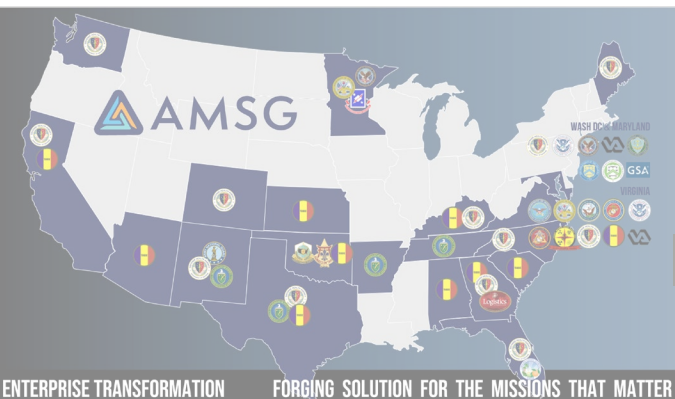 AMSG
WASH DC & MARYLAND
GSA
VIRGINIA
Logistics
ENTERPRISE TRANSFORMATION
FORGING SOLUTION FOR THE MISSIONS THAT MATTER